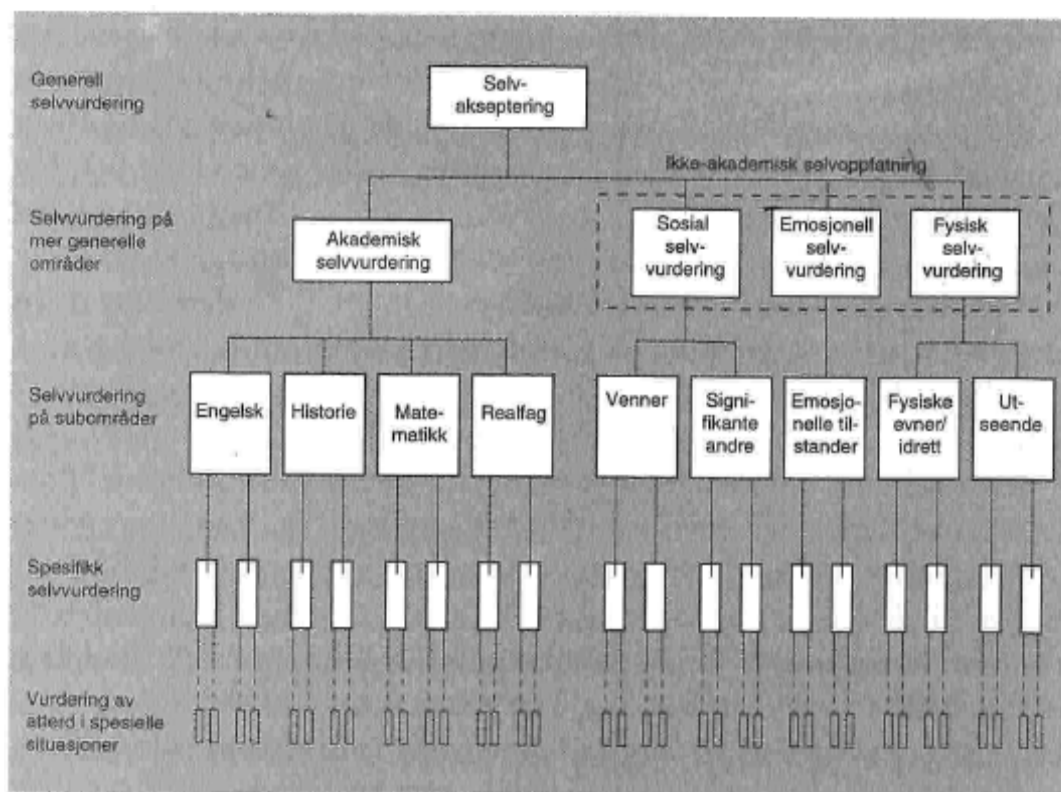 Generell
selvvurdering
Selv-
akseptering
Ikke-akademisk selvoppfatning
Selvvurdering på
mer generelle
områder
Akademisk
selvvurdering
Sosial
selv-
vurdering
Emosjonell
selv-
vurdering
Fysisk
selv-
vurdering
Selvvurdering
på subområder
Engelsk
Historie
Mate-
matikk
Realfag
Venner
Signi-
fikante
andre
Emosjo-
nelle til-
stander
Fysiske
evner/
idrett
Ut-
seende
Spesifikk
selvvurdering
Vurdering av
atferd i spesielle
situasjoner